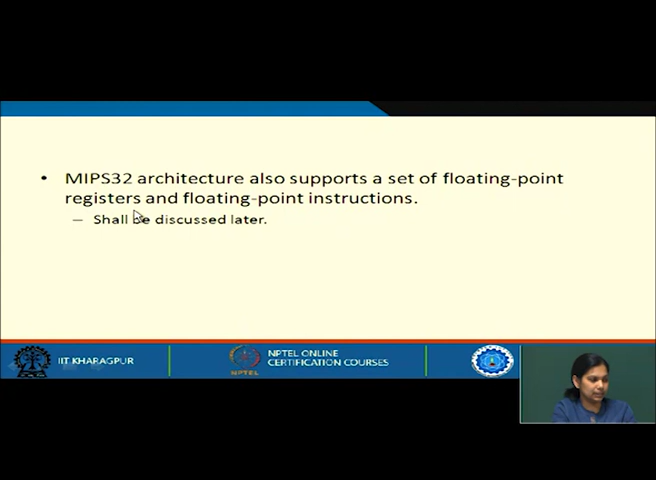 • MIPS32 architecture also supports a set of floating-point
registers and floating-point instructions.
– Shall be discussed later.
IIT KHARAGPUR
NPTEL
NPTEL ONLINE
CERTIFICATION COURSES